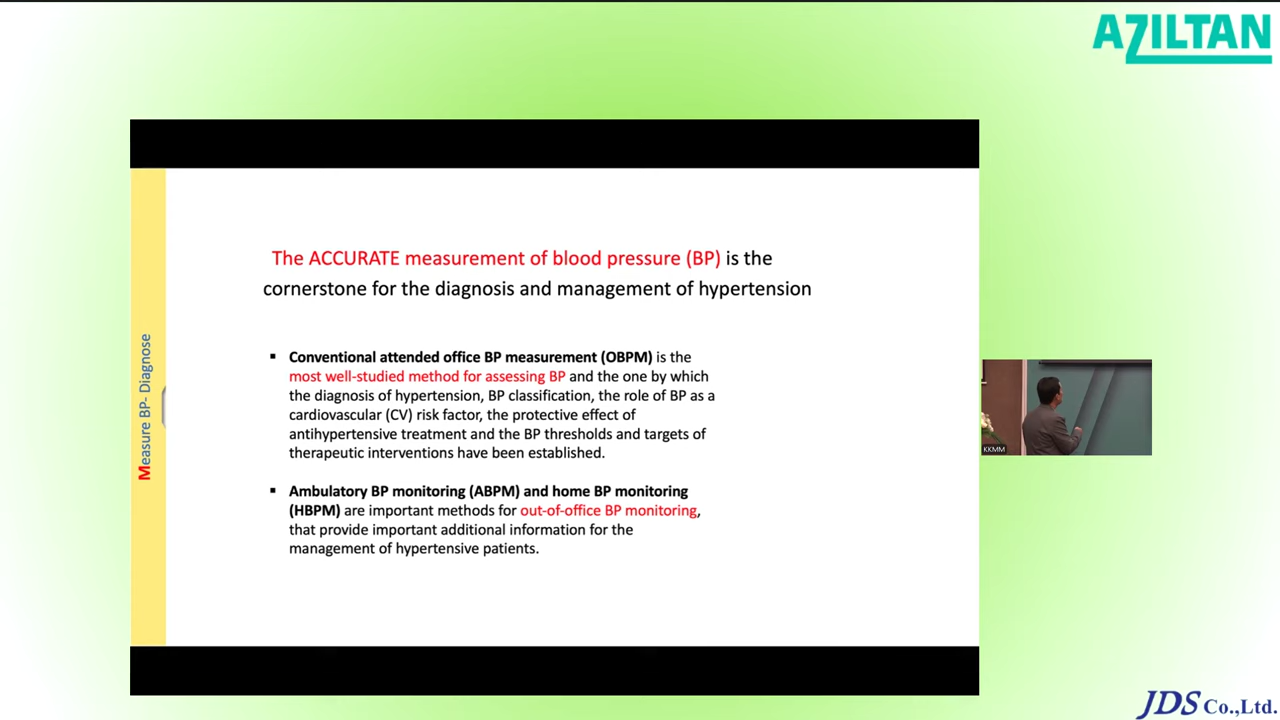 AZILTAN
The ACCURATE measurement of blood pressure (BP) is the
cornerstone for the diagnosis and management of hypertension
Measure BP- Diagnose
▪ Conventional attended office BP measurement (OBPM) is the
most well-studied method for assessing BP and the one by which
the diagnosis of hypertension, BP classification, the role of BP as a
cardiovascular (CV) risk factor, the protective effect of
antihypertensive treatment and the BP thresholds and targets of
therapeutic interventions have been established.
▪ Ambulatory BP monitoring (ABPM) and home BP monitoring
(HBPM) are important methods for out-of-office BP monitoring,
that provide important additional information for the
management of hypertensive patients.
KKMM
JDS Co.,Ltd.